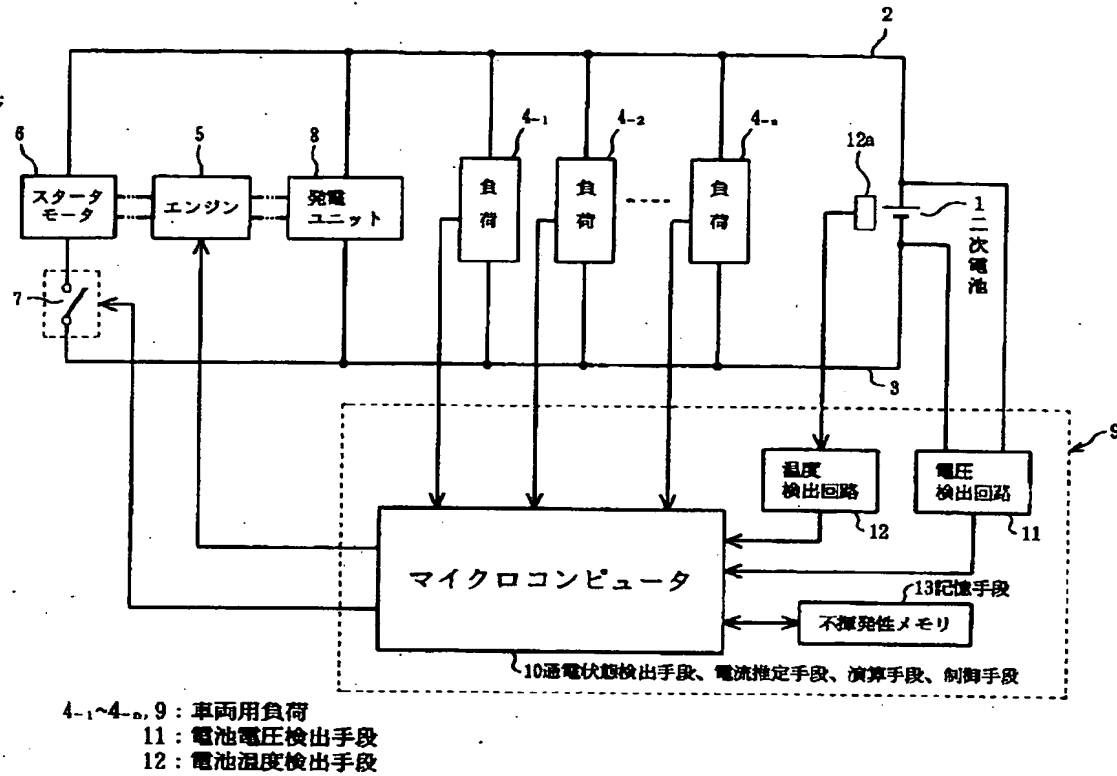 2
6
5
8
4-1
4-2
4-n
12a
スタータ
モータ
エンジン
発電
ユニット
負荷
負荷
負荷
1
二次電池
7
3
9
温度
検出回路
電圧
検出回路
12
11
マイクロコンピュータ
13記憶手段
不揮発性メモリ
10通電状態検出手段、電流推定手段、演算手段、制御手段
4-1~4-n, 9：車両用負荷
11：電池電圧検出手段
12：電池温度検出手段